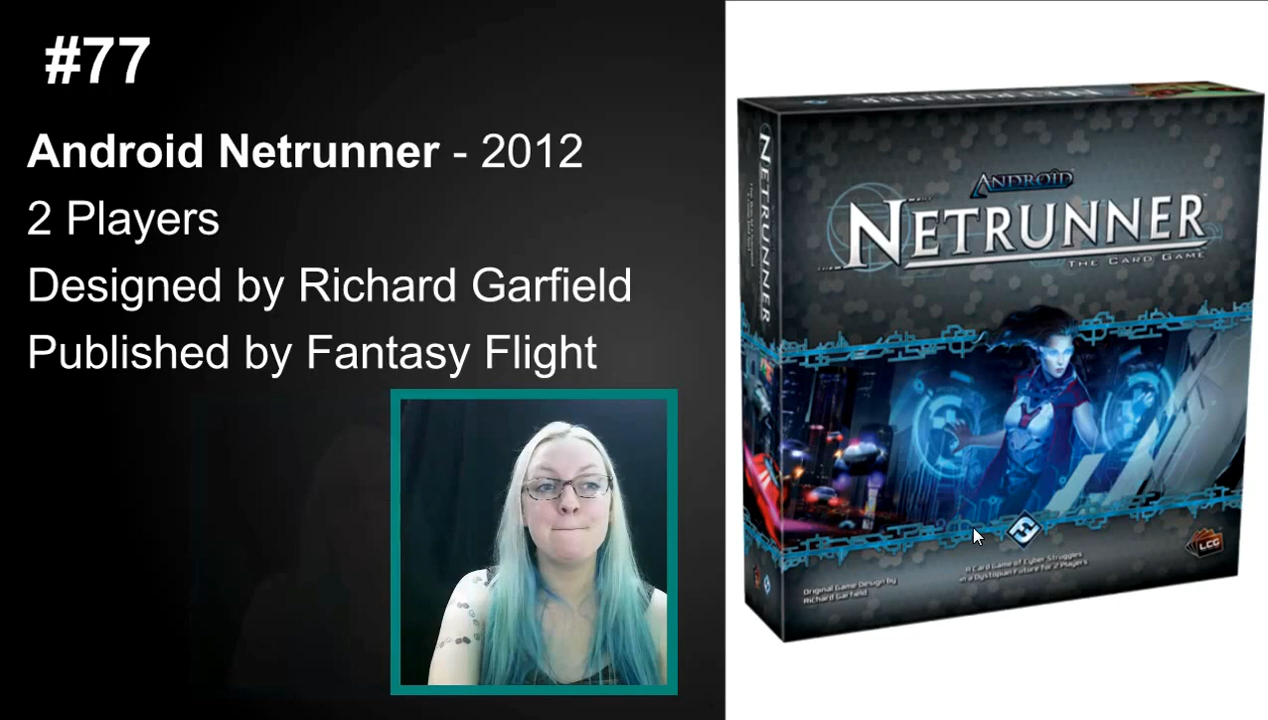 #77
Android Netrunner - 2012
2 Players
Designed by Richard Garfield
Published by Fantasy Flight
NETRUNNER
NETRUNNER
ANDROID
NETRUNNER
THE CARD GAME
A Card Game of Cyber Struggles
in a Dystopian Future for 2 Players
Original Game Design by
Richard Garfield
LCG